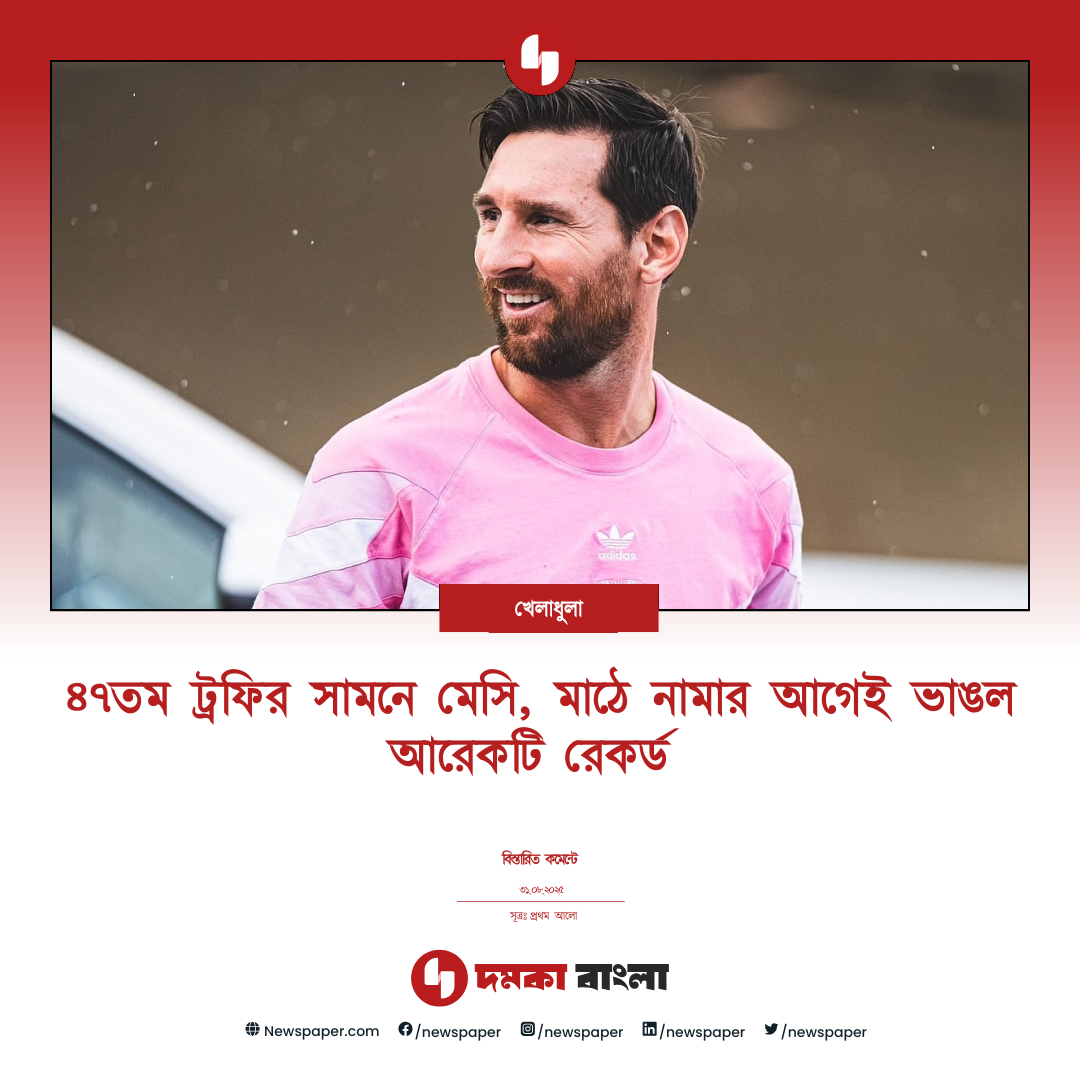 adidas
খেলাধুলা
৪৭তম ট্রফির সামনে মেসি, মাঠে নামার আগেই ভাঙল
আরেকটি রেকর্ড
বিস্তারিত কমেন্টে
৩১.০৮.২০২৫
সূত্রঃ প্রথম আলো
দমকা বাংলা
Newspaper.com /newspaper /newspaper /newspaper /newspaper